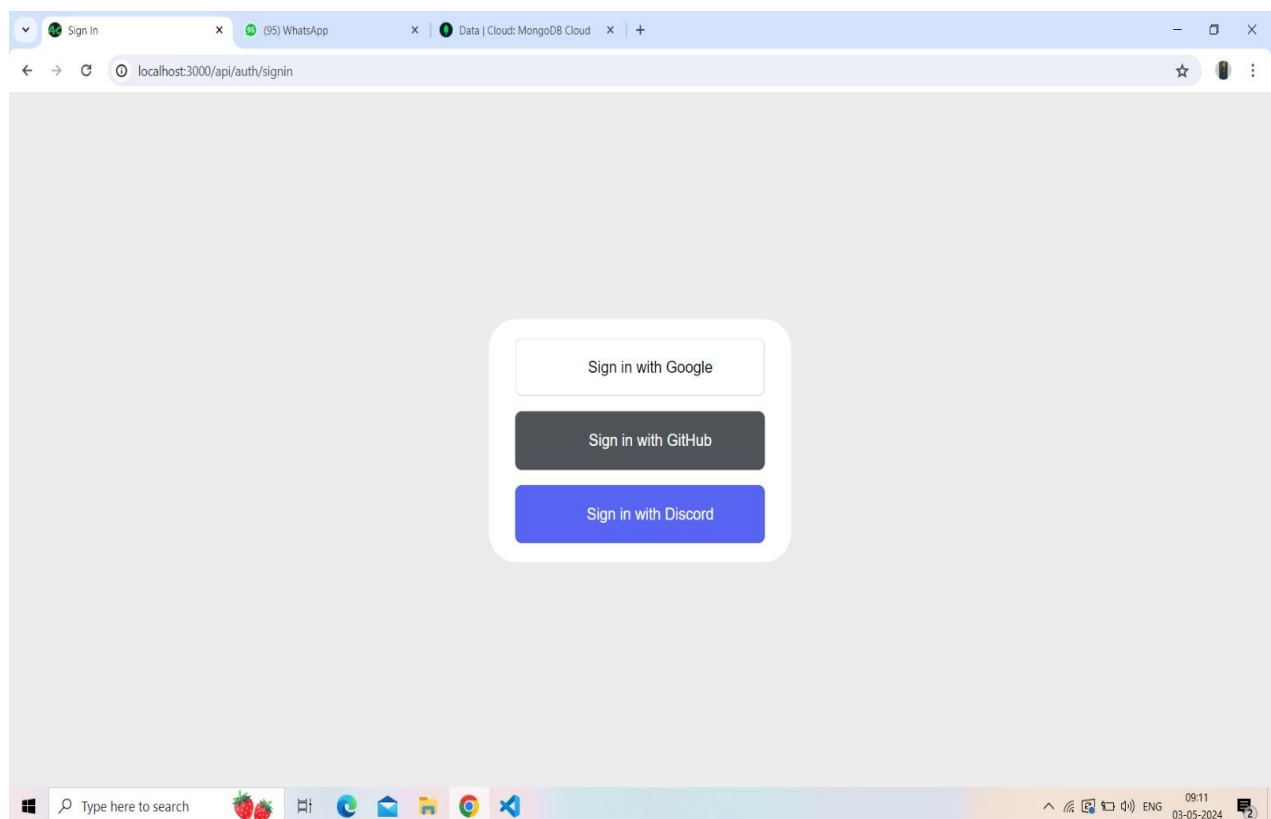 Sign In
(95) WhatsApp
Data | Cloud: MongoDB Cloud
localhost:3000/api/auth/signin
Sign in with Google
Sign in with GitHub
Sign in with Discord
Type here to search
ENG
09:11
03-05-2024
2